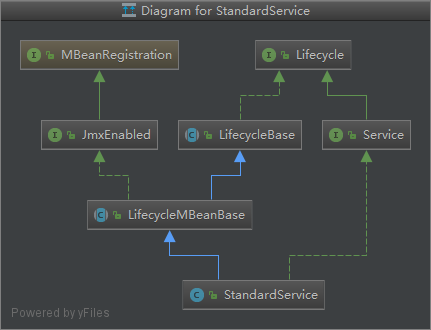 Diagram for StandardService
I MBeanRegistration
I Lifecycle
I JmxEnabled
C LifecycleBase
I Service
C LifecycleMBeanBase
C StandardService
Powered by yFiles